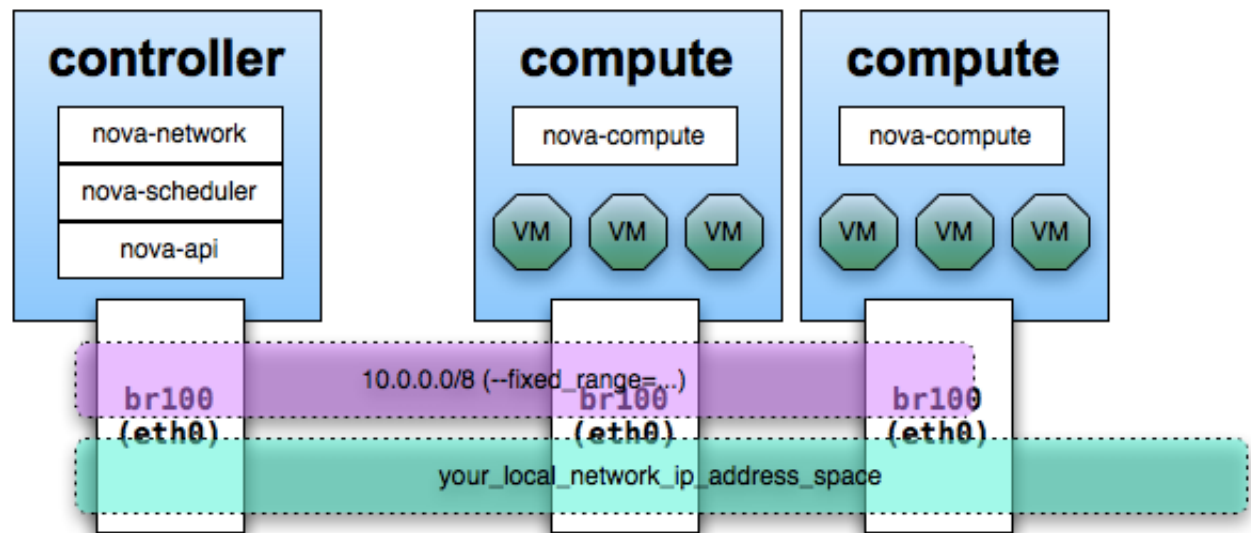 controller
nova-network
nova-scheduler
nova-api
compute
nova-compute
VM VM VM
compute
nova-compute
VM VM VM
10.0.0.0/8 (--fixed_range=...)
br100
(eth0)
br100
(eth0)
br100
(eth0)
your_local_network_ip_address_space